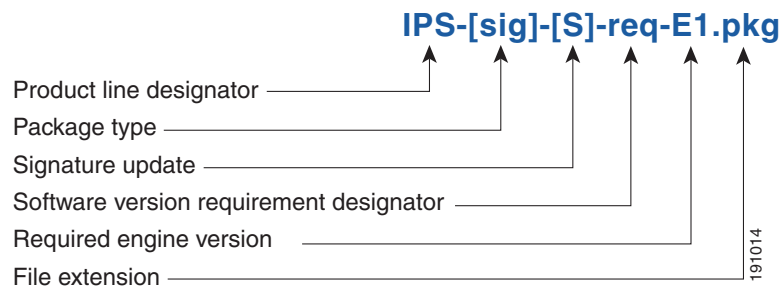 IPS-[sig]-[S]-req-E1.pkg
Product line designator
Package type
Signature update
Software version requirement designator
Required engine version
File extension
191014